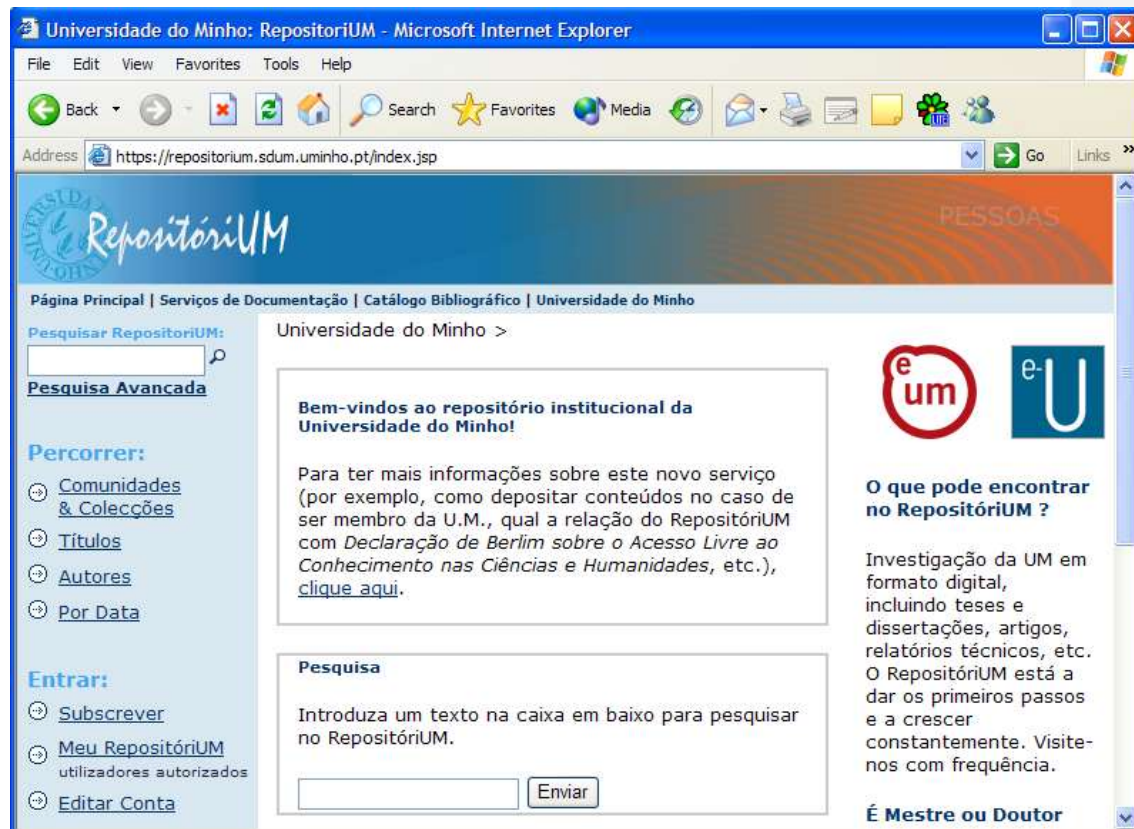 Universidade do Minho: RepositoriUM - Microsoft Internet Explorer
File Edit View Favorites Tools Help
Back Search Favorites Media
Address https://repositorium.sdum.uminho.pt/index.jsp Go Links »
UNIVERSIDADE DO MINHO
RepositóriUM
PESSOAS
Página Principal | Serviços de Documentação | Catálogo Bibliográfico | Universidade do Minho
Pesquisar RepositoriUM:
Pesquisa Avançada
Percorrer:
Comunidades
& Colecções
Títulos
Autores
Por Data
Entrar:
Subscrever
Meu RepositóriUM
utilizadores autorizados
Editar Conta
Universidade do Minho >
Bem-vindos ao repositório institucional da
Universidade do Minho!
Para ter mais informações sobre este novo serviço
(por exemplo, como depositar conteúdos no caso de
ser membro da U.M., qual a relação do RepositóriUM
com Declaração de Berlim sobre o Acesso Livre ao
Conhecimento nas Ciências e Humanidades, etc.),
clique aqui.
Pesquisa
Introduza um texto na caixa em baixo para pesquisar
no RepositóriUM.
Enviar
e um
e-U
O que pode encontrar
no RepositóriUM ?
Investigação da UM em
formato digital,
incluindo teses e
dissertações, artigos,
relatórios técnicos, etc.
O RepositóriUM está a
dar os primeiros passos
e a crescer
constantemente. Visite-
nos com frequência.
É Mestre ou Doutor